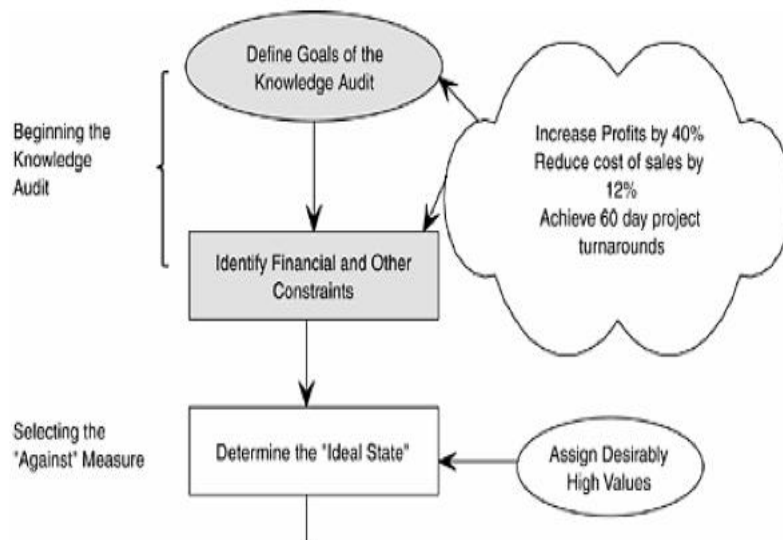 Define Goals of the
Knowledge Audit
Beginning the
Knowledge
Audit
Increase Profits by 40%
Reduce cost of sales by
12%
Achieve 60 day project
turnarounds
Identify Financial and Other
Constraints
Selecting the
"Against" Measure
Determine the "Ideal State"
Assign Desirably
High Values